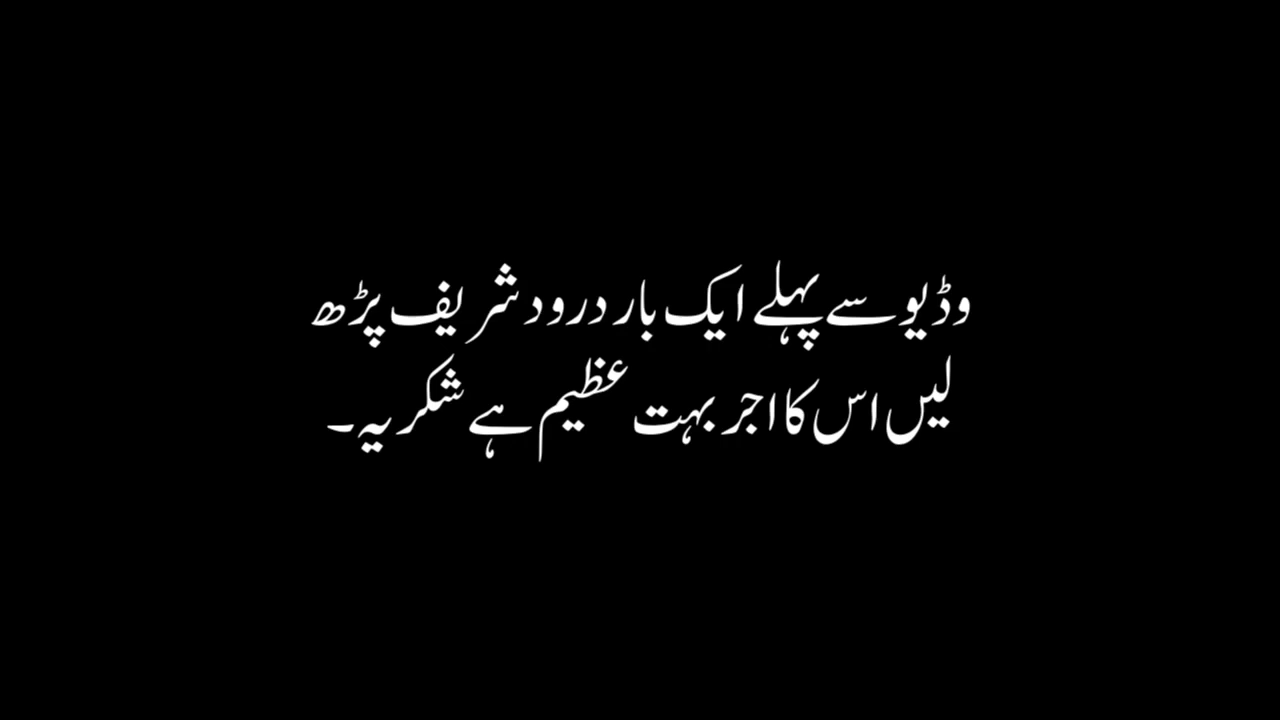 وڈیو سے پہلے ایک بار درود شریف پڑھ
لیں اس کا اجر بہت عظیم ہے شکریہ۔